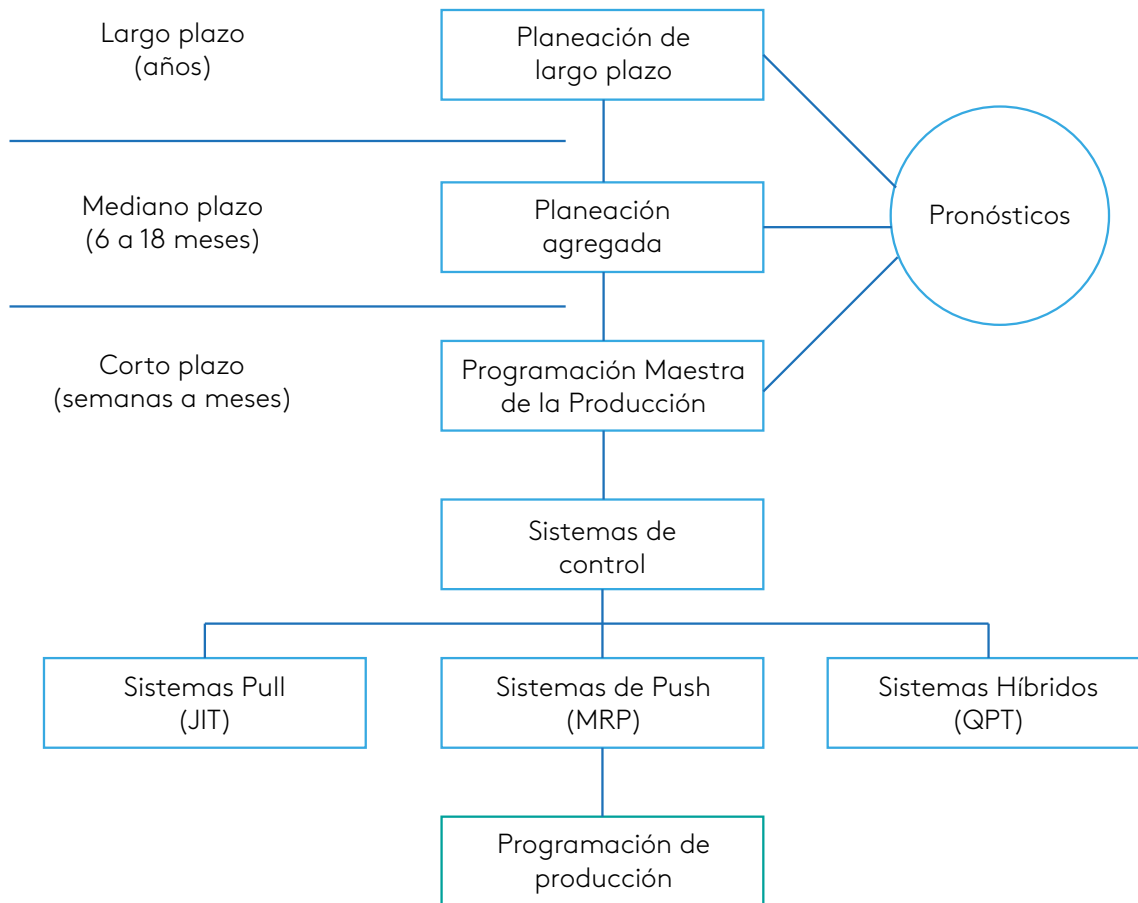 Largo plazo
(años)
Planeación de
largo plazo
Mediano plazo
(6 a 18 meses)
Planeación
agregada
Pronósticos
Corto plazo
(semanas a meses)
Programación Maestra
de la Producción
Sistemas de
control
Sistemas Pull
(JIT)
Sistemas de Push
(MRP)
Sistemas Híbridos
(QPT)
Programación de
producción